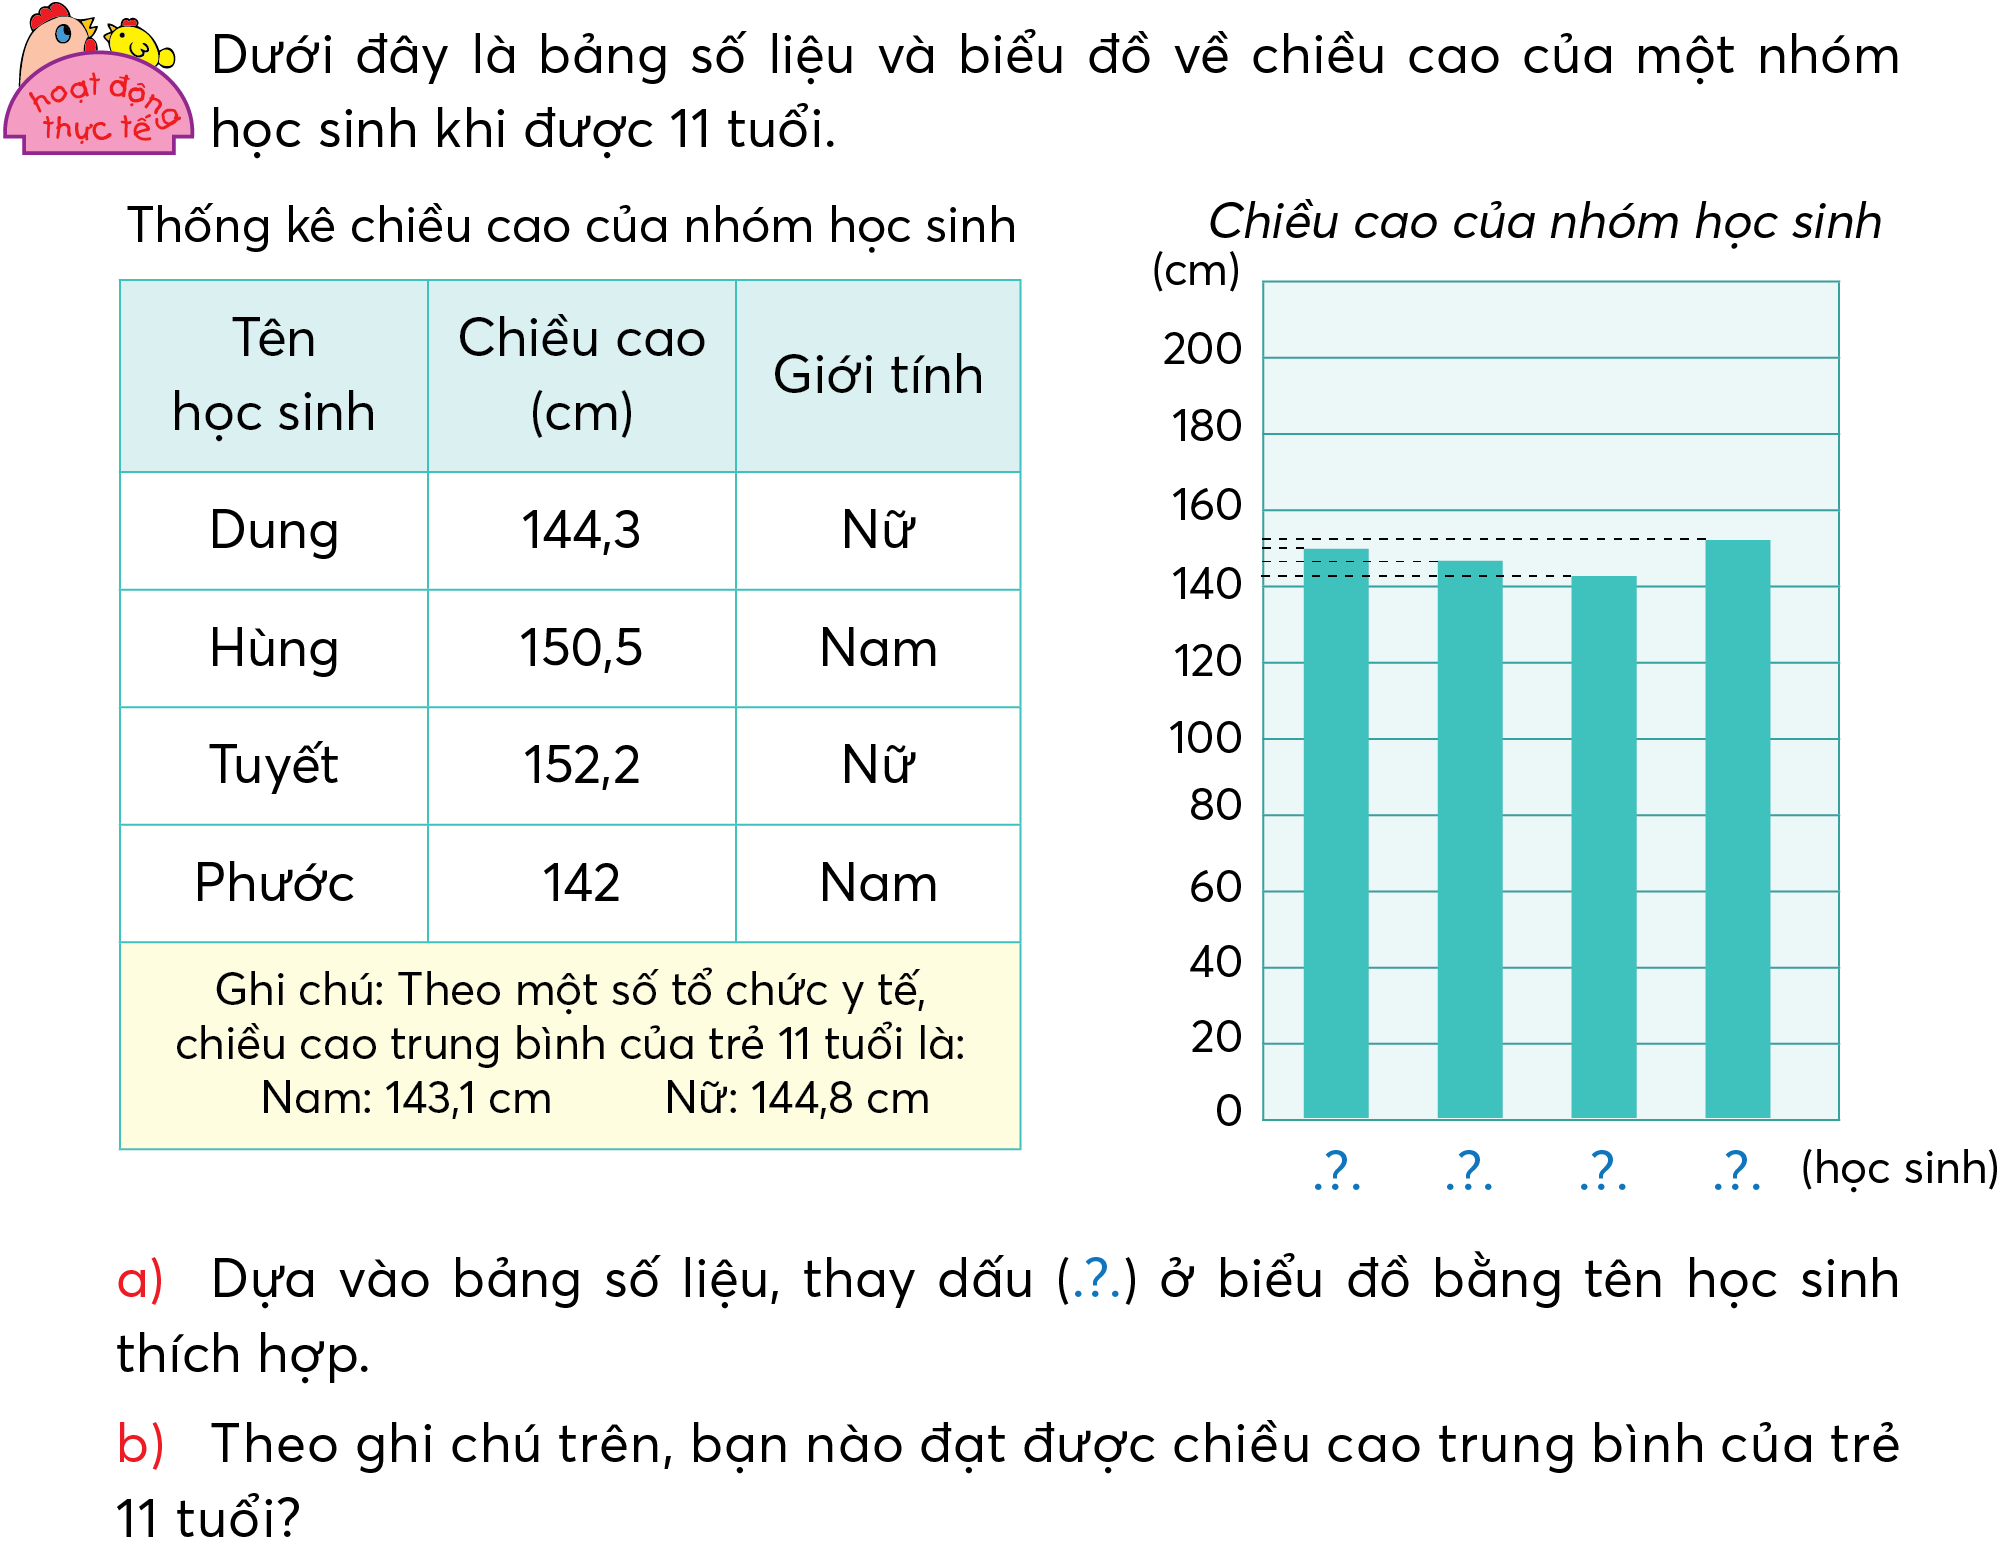 hoạt động
thực tế
Dưới đây là bảng số liệu và biểu đồ về chiều cao của một nhóm
học sinh khi được 11 tuổi.
Thống kê chiều cao của nhóm học sinh
Tên học sinh Chiều cao (cm) Giới tính
Dung 144,3 Nữ
Hùng 150,5 Nam
Tuyết 152,2 Nữ
Phước 142 Nam
Ghi chú: Theo một số tổ chức y tế,
chiều cao trung bình của trẻ 11 tuổi là:
Nam: 143,1 cm Nữ: 144,8 cm
Chiều cao của nhóm học sinh
(cm)
200
180
160
140
120
100
80
60
40
20
0
.?. .?. .?. .?. (học sinh)
a) Dựa vào bảng số liệu, thay dấu (.?.) ở biểu đồ bằng tên học sinh
thích hợp.
b) Theo ghi chú trên, bạn nào đạt được chiều cao trung bình của trẻ
11 tuổi?